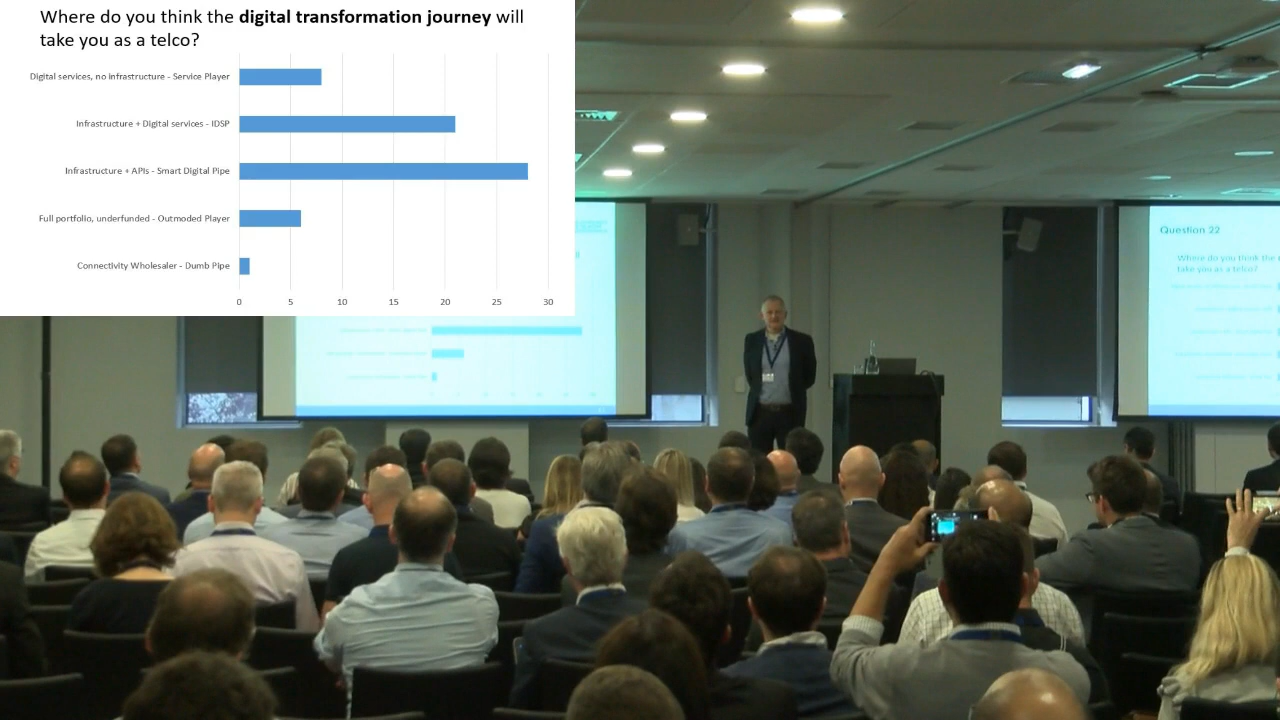 Where do you think the digital transformation journey will
take you as a telco?
Digital services, no infrastructure - Service Player
Infrastructure + Digital services - IDSP
Infrastructure + APIs - Smart Digital Pipe
Full portfolio, underfunded - Outmoded Player
Connectivity Wholesaler - Dumb Pipe
0 5 10 15 20 25 30
Question 22
Where do you think the
take you as a telco?